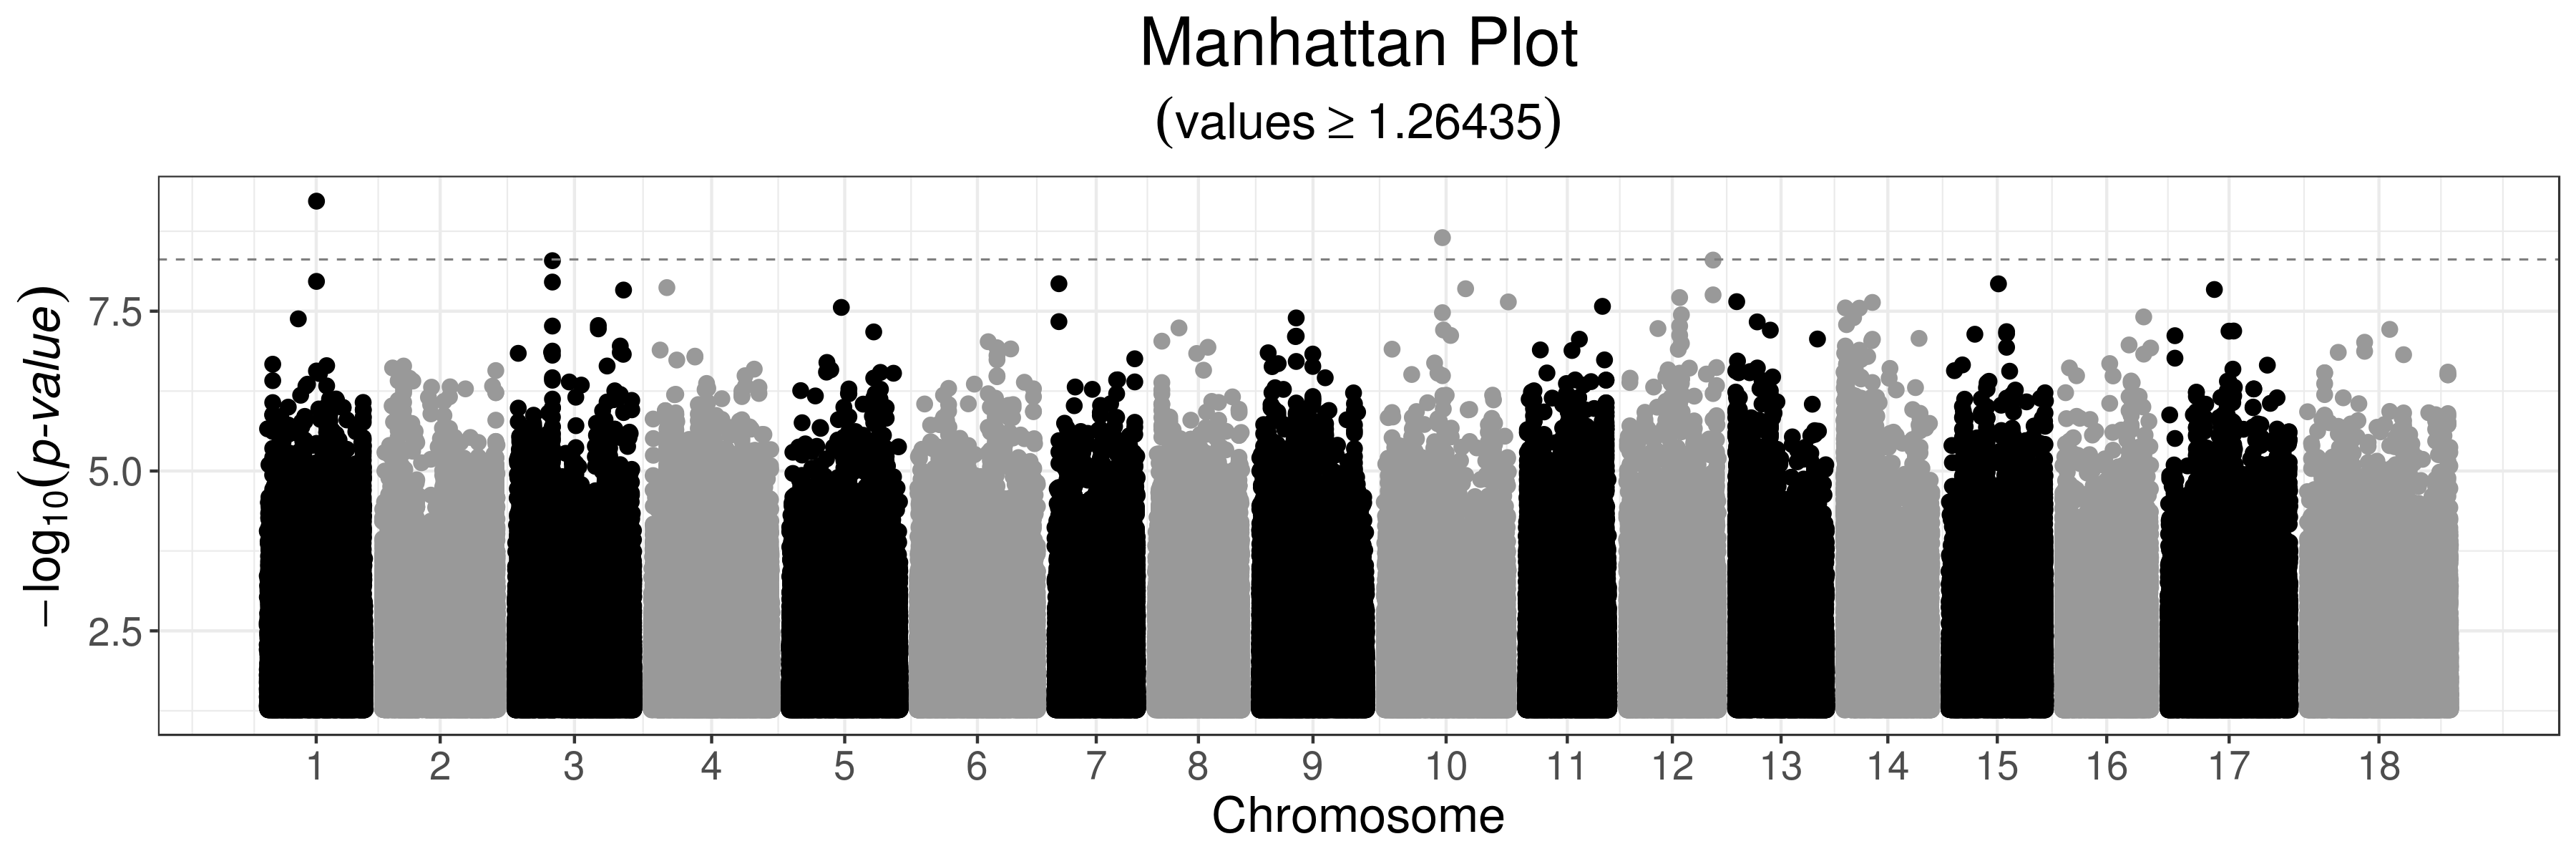 Manhattan Plot
(values ≥ 1.26435)
−log10(p-value)
7.5
5.0
2.5
1 2 3 4 5 6 7 8 9 10 11 12 13 14 15 16 17 18
Chromosome